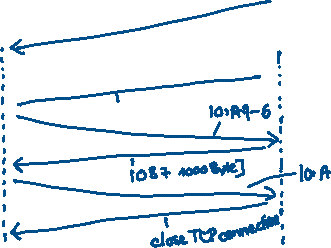 10:A9-6
[087 1000 Byte]
10:A
close TCP connection